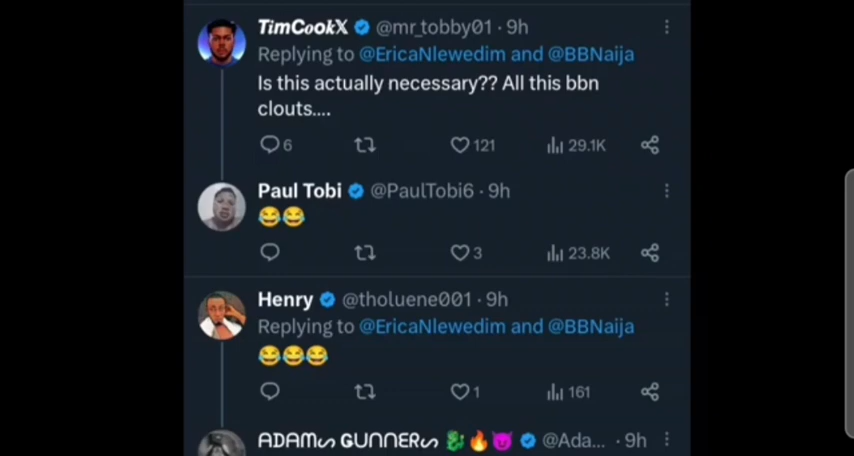 TimCookX @mr_tobby01 · 9h
Replying to @EricaNlewedim and @BBNaija
Is this actually necessary?? All this bbn
clouts....
6 121 29.1K
Paul Tobi @PaulTobi6 · 9h
😂😂
3 23.8K
Henry @tholuene001 · 9h
Replying to @EricaNlewedim and @BBNaija
😂😂😂
1 161
ᗩᗪᗩᗰᔕ GᑌᑎᑎEᖇᔕ 🐉🔥😈 @Ada... · 9h